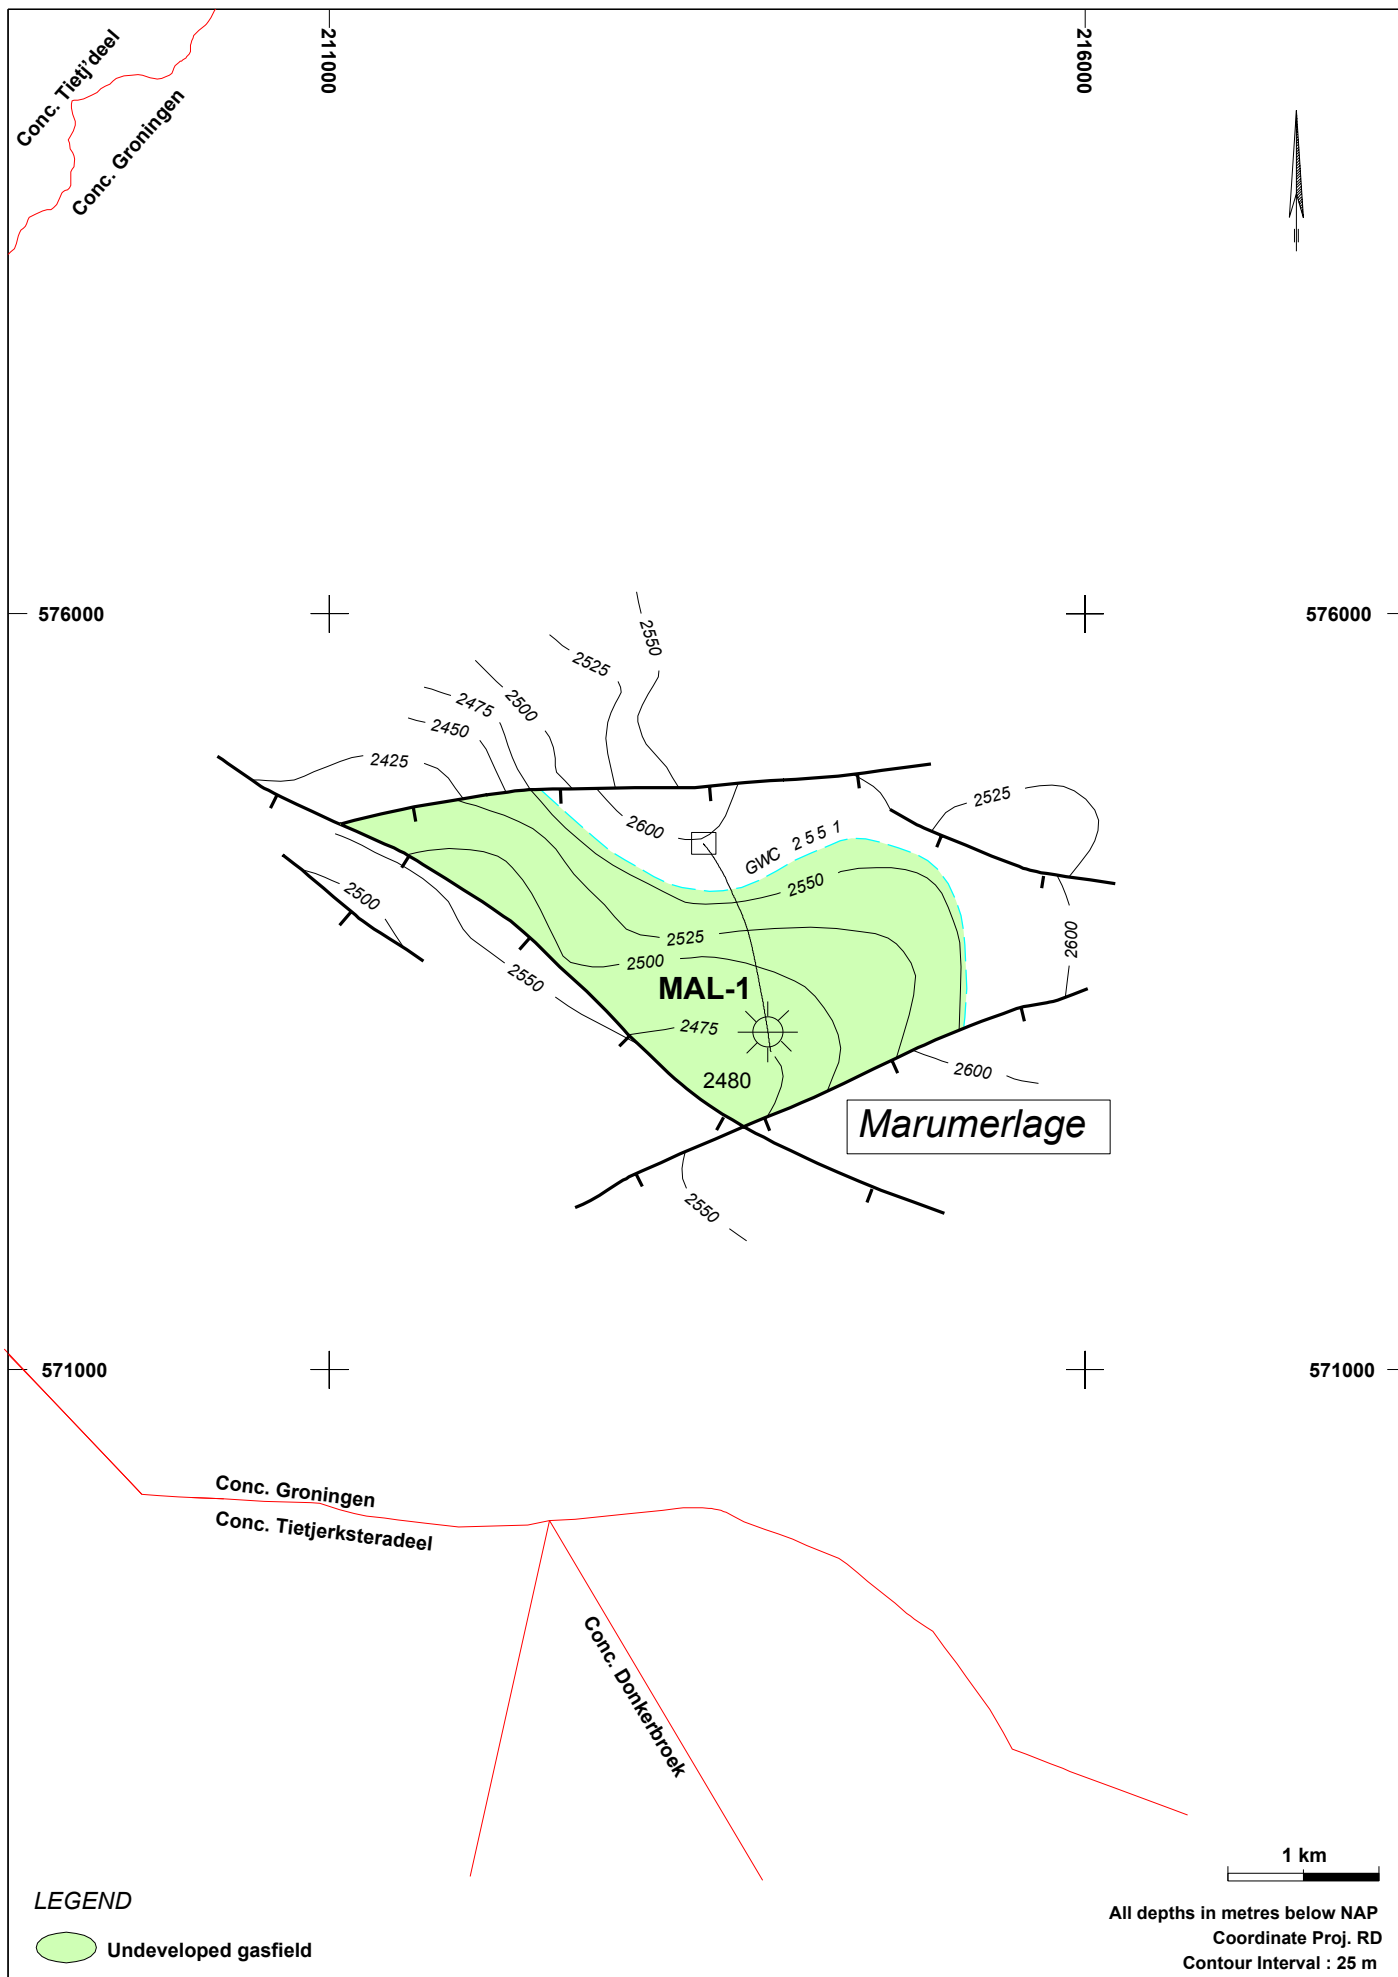 211000
216000
Conc. Tietj'deel
Conc. Groningen
576000
576000
2550
2525
2500
2475
2450
2425
2525
2600
GWC 2551
2550
2500
2525
2500
2600
2550
MAL-1
2475
2480
2600
Marumerlage
2550
571000
571000
Conc. Groningen
Conc. Tietjerksteradeel
Conc. Donkerbroek
1 km
LEGEND
Undeveloped gasfield
All depths in metres below NAP
Coordinate Proj. RD
Contour Interval : 25 m